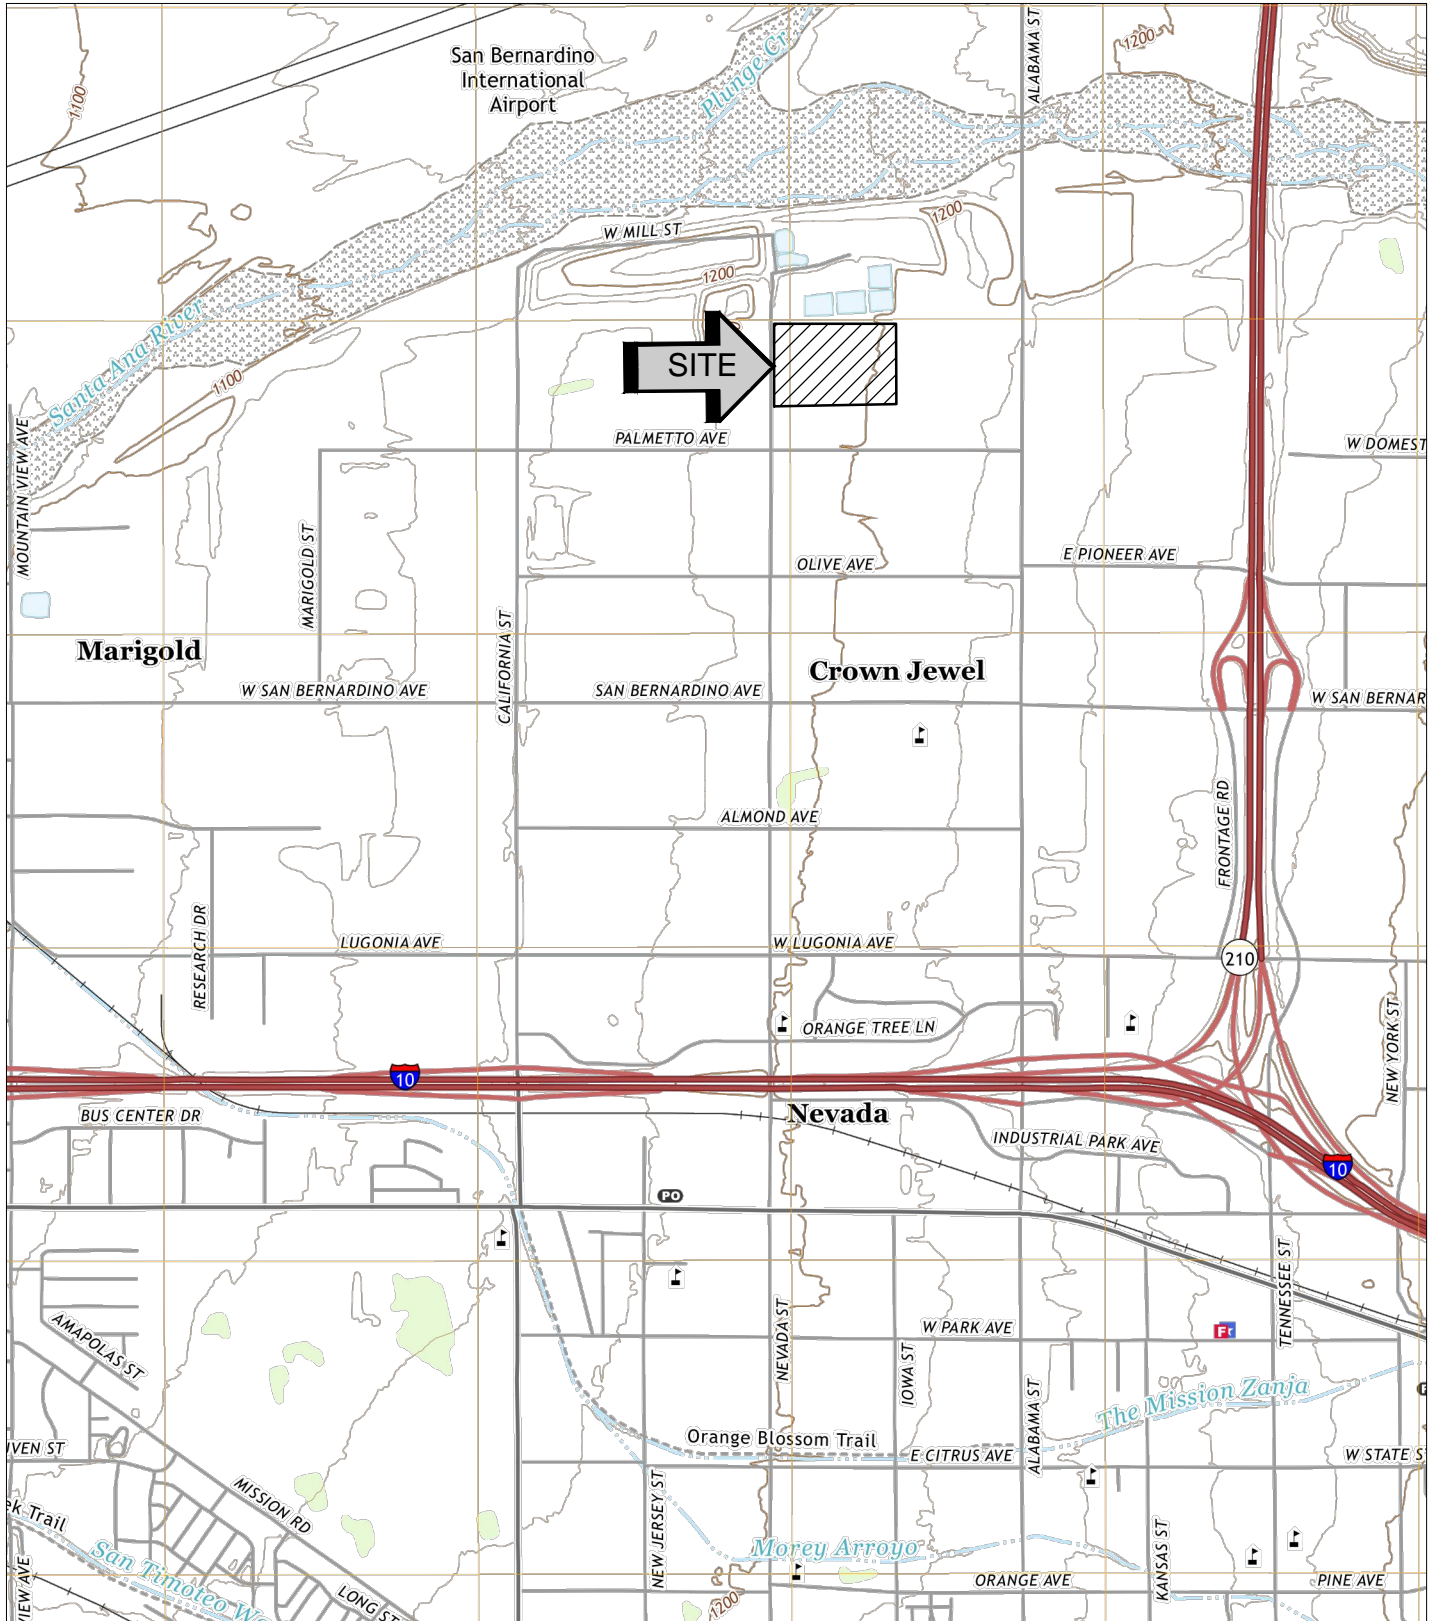 San Bernardino
International
Airport
Plunge Cr
ALABAMA ST
1200
1100
W MILL ST
1200
1200
Santa Ana River
1100
SITE
PALMETTO AVE
W DOMEST
MOUNTAIN VIEW AVE
MARIGOLD ST
OLIVE AVE
E PIONEER AVE
CALIFORNIA ST
Marigold
Crown Jewel
W SAN BERNARDINO AVE
SAN BERNARDINO AVE
W SAN BERNAR
FRONTAGE RD
ALMOND AVE
RESEARCH DR
LUGONIA AVE
W LUGONIA AVE
210
ORANGE TREE LN
NEW YORK ST
10
BUS CENTER DR
Nevada
INDUSTRIAL PARK AVE
10
PO
TENNESSEE ST
AMAPOLAS ST
NEVADA ST
W PARK AVE
IOWA ST
ALABAMA ST
The Mission Zanja
IVEN ST
Orange Blossom Trail
E CITRUS AVE
W STATE S
MISSION RD
NEW JERSEY ST
ek Trail
San Timoteo Wa
Morey Arroyo
KANSAS ST
VIEW AVE
LONG ST
1200
ORANGE AVE
PINE AVE